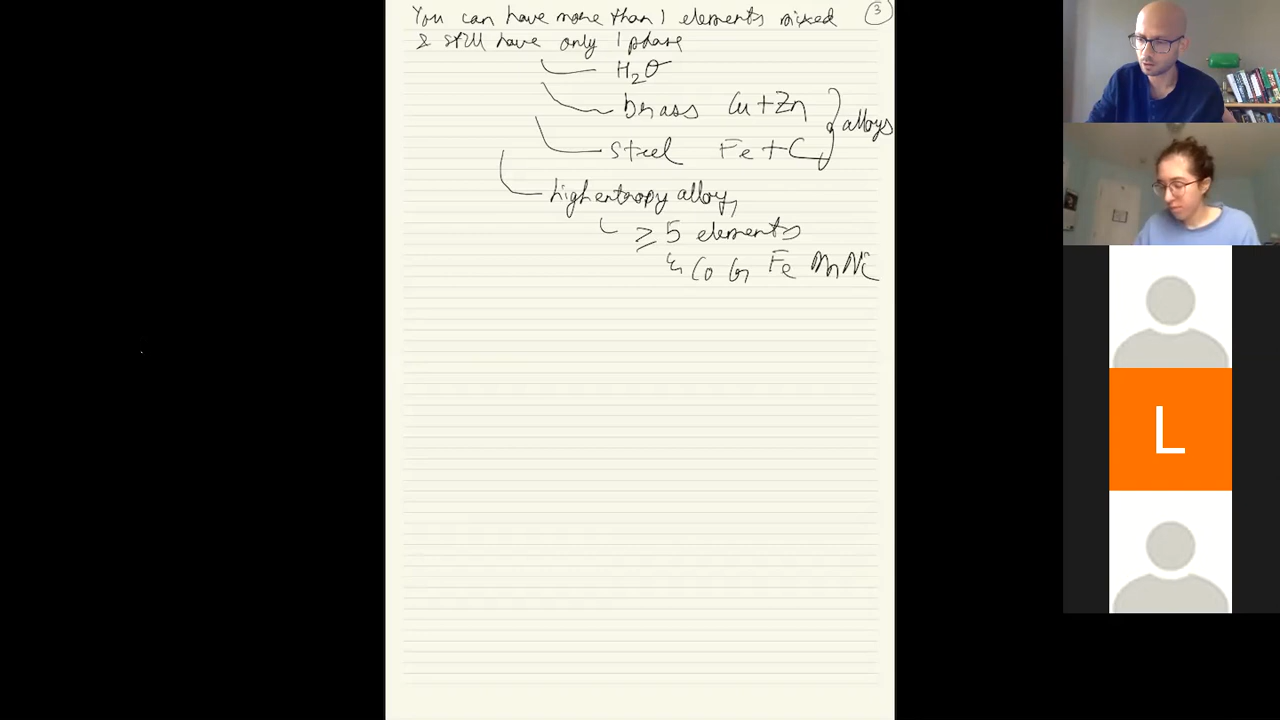 You can have more than 1 elements mixed
③
& still have only 1 phase
H₂O
brass Cu+Zn
alloys
steel Fe + C
high entropy alloy,
≥ 5 elements
Co Cr Fe Mn Ni
L